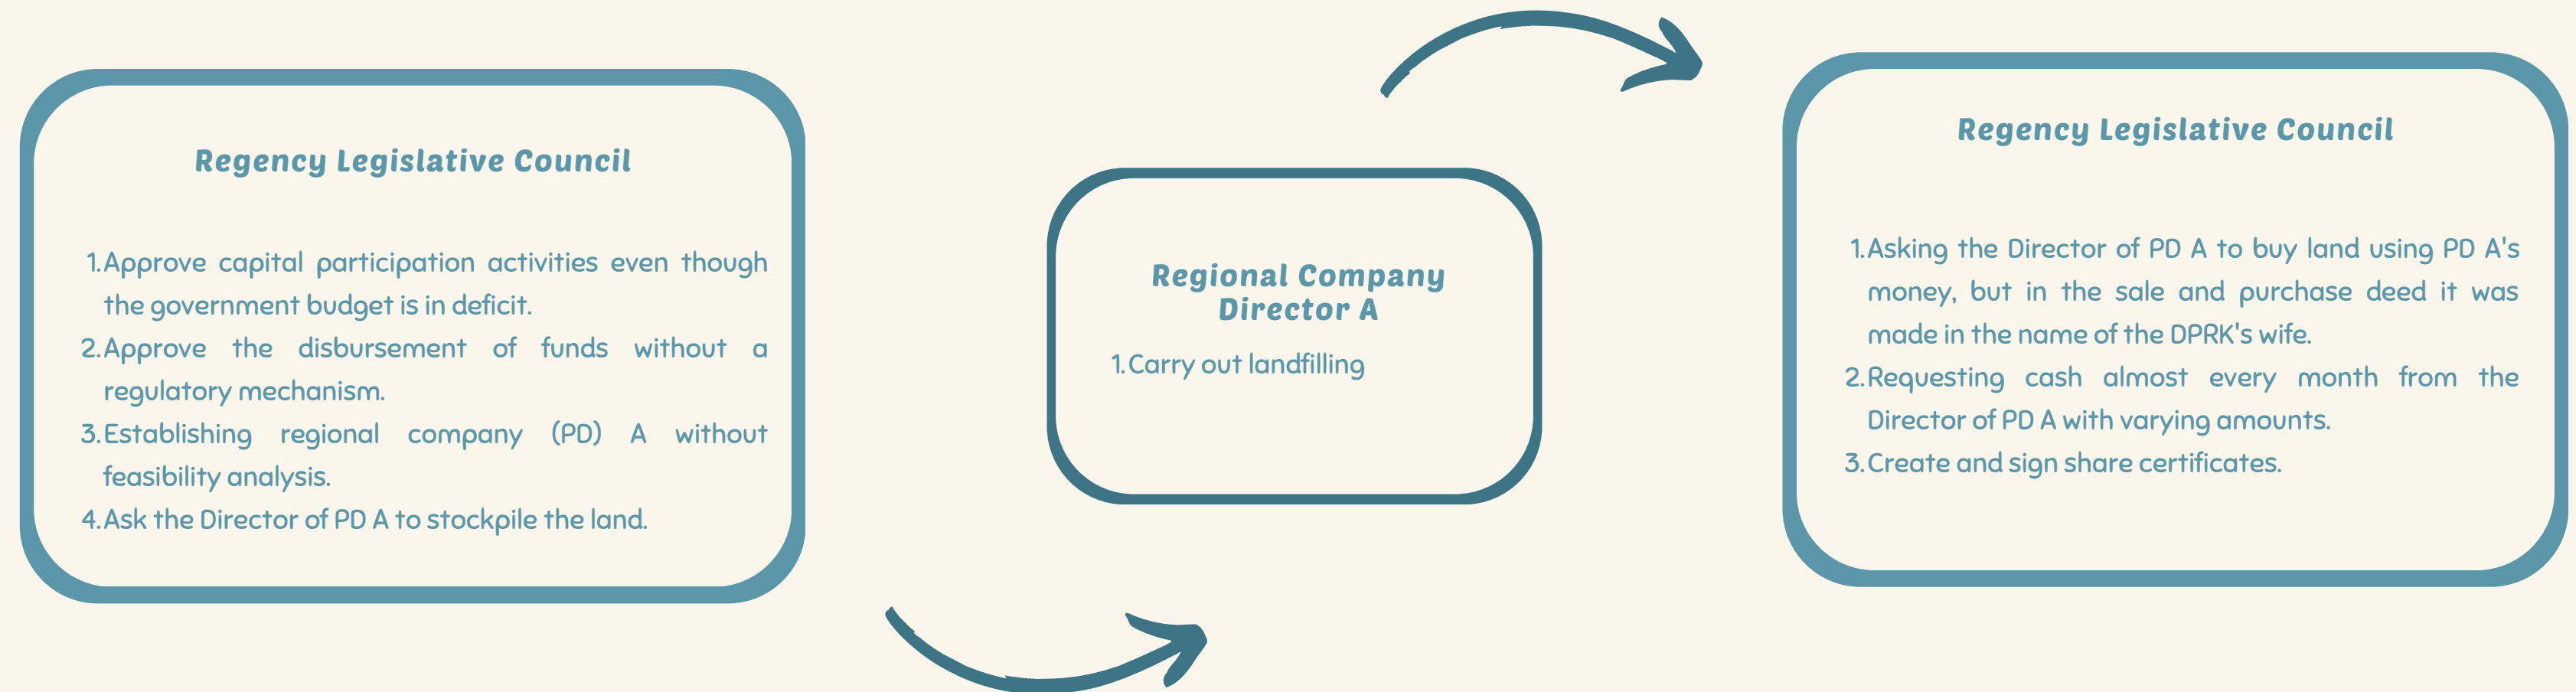 Regency Legislative Council
1.Approve capital participation activities even though
the government budget is in deficit.
2.Approve the disbursement of funds without a
regulatory mechanism.
3.Establishing regional company (PD) A without
feasibility analysis.
4.Ask the Director of PD A to stockpile the land.
Regional Company
Director A
1.Carry out landfilling
Regency Legislative Council
1.Asking the Director of PD A to buy land using PD A's
money, but in the sale and purchase deed it was
made in the name of the DPRK's wife.
2.Requesting cash almost every month from the
Director of PD A with varying amounts.
3.Create and sign share certificates.